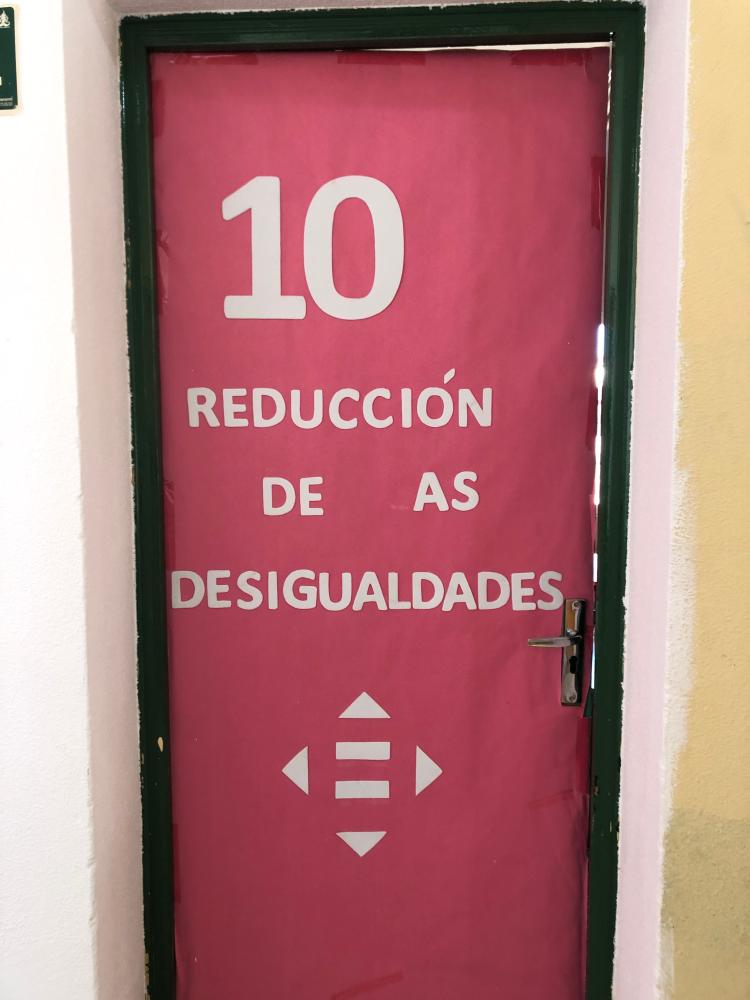 10
REDUCCIÓN
DE AS
DESIGUALDADES